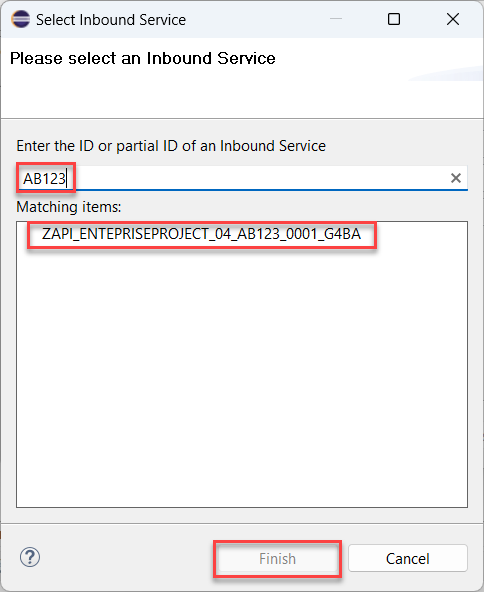 Select Inbound Service
Please select an Inbound Service
Enter the ID or partial ID of an Inbound Service
AB123
Matching items:
ZAPI_ENTEPRISEPROJECT_04_AB123_0001_G4BA
Finish
Cancel